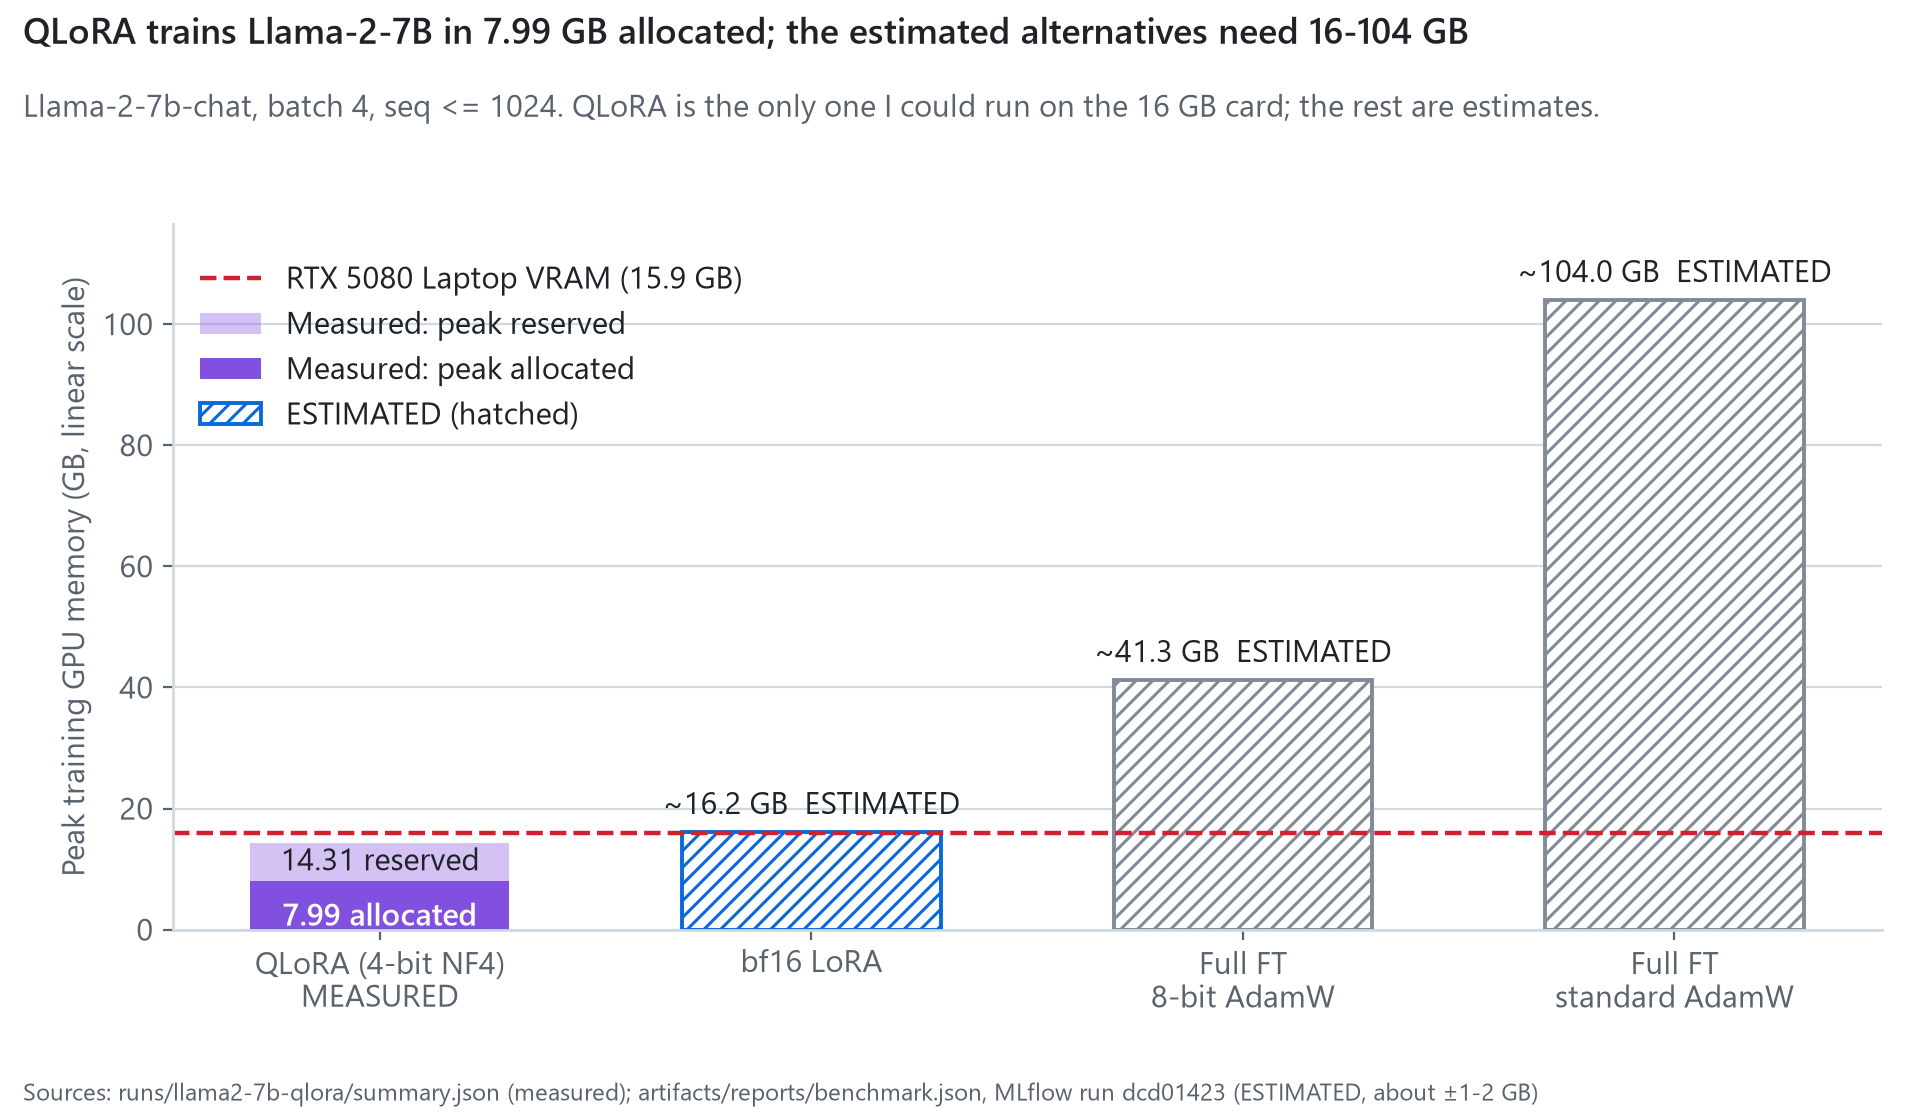 QLoRA trains Llama-2-7B in 7.99 GB allocated; the estimated alternatives need 16-104 GB
Llama-2-7b-chat, batch 4, seq <= 1024. QLoRA is the only one I could run on the 16 GB card; the rest are estimates.
Peak training GPU memory (GB, linear scale)
100
80
60
40
20
0
RTX 5080 Laptop VRAM (15.9 GB)
Measured: peak reserved
Measured: peak allocated
ESTIMATED (hatched)
14.31 reserved
7.99 allocated
~16.2 GB  ESTIMATED
~41.3 GB  ESTIMATED
~104.0 GB  ESTIMATED
QLoRA (4-bit NF4)
MEASURED
bf16 LoRA
Full FT
8-bit AdamW
Full FT
standard AdamW
Sources: runs/llama2-7b-qlora/summary.json (measured); artifacts/reports/benchmark.json, MLflow run dcd01423 (ESTIMATED, about ±1-2 GB)